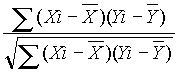 ∑(Xi − X̅)(Yi − Y̅)
√∑(Xi − X̅)(Yi − Y̅)